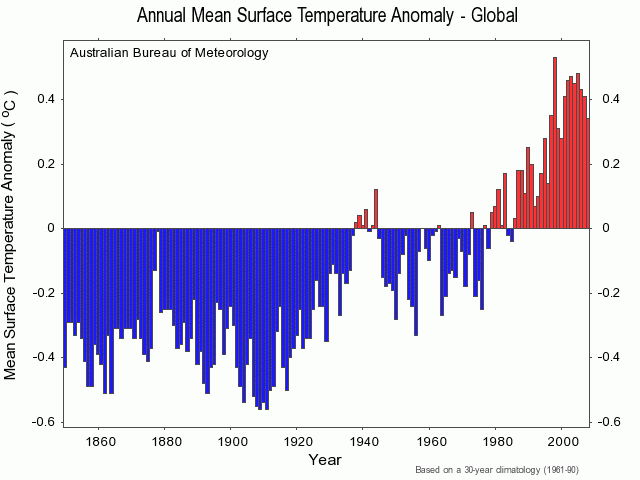 Annual Mean Surface Temperature Anomaly - Global
Australian Bureau of Meteorology
Mean Surface Temperature Anomaly ( ºC )
0.4
0.2
0
-0.2
-0.4
-0.6
0.4
0.2
0
-0.2
-0.4
-0.6
1860 1880 1900 1920 1940 1960 1980 2000
Year
Based on a 30-year climatology (1961-90)